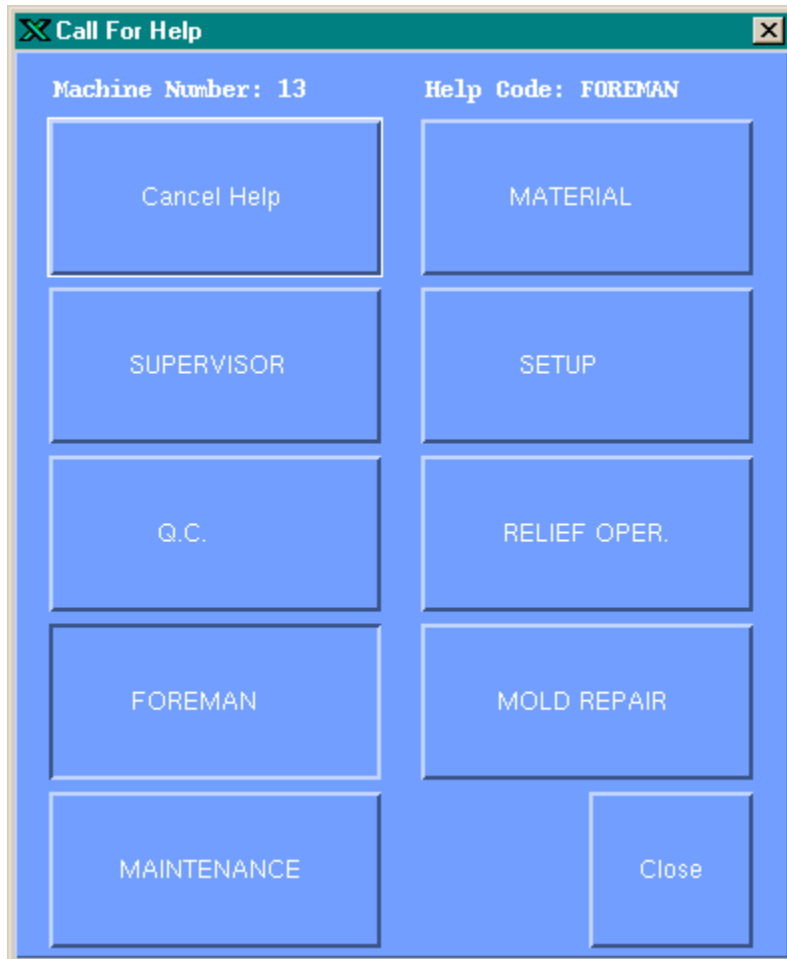 Call For Help
Machine Number: 13 Help Code: FOREMAN
Cancel Help MATERIAL
SUPERVISOR SETUP
Q.C. RELIEF OPER.
FOREMAN MOLD REPAIR
MAINTENANCE Close